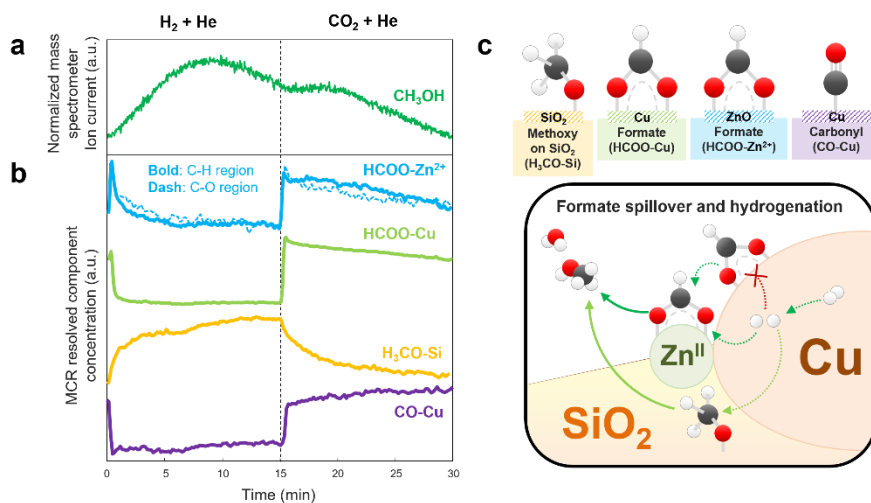 H2 + He
CO2 + He
a
Normalized mass
spectrometer
Ion current (a.u.)
CH3OH
b
MCR resolved component
concentration (a.u.)
Bold: C-H region
Dash: C-O region
HCOO-Zn2+
HCOO-Cu
H3CO-Si
CO-Cu
0
5
10
15
20
25
30
Time (min)
c
SiO2
Methoxy
on SiO2
(H3CO-Si)
Cu
Formate
(HCOO-Cu)
ZnO
Formate
(HCOO-Zn2+)
Cu
Carbonyl
(CO-Cu)
Formate spillover and hydrogenation
ZnII
Cu
SiO2